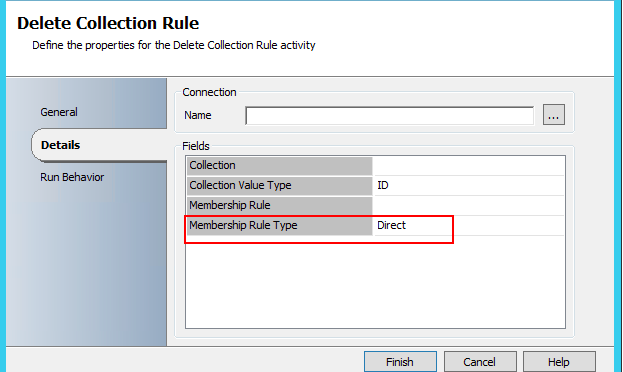 Delete Collection Rule
Define the properties for the Delete Collection Rule activity
General
Details
Run Behavior
Connection
Name
...
Fields
Collection
Collection Value Type ID
Membership Rule
Membership Rule Type Direct
Finish Cancel Help